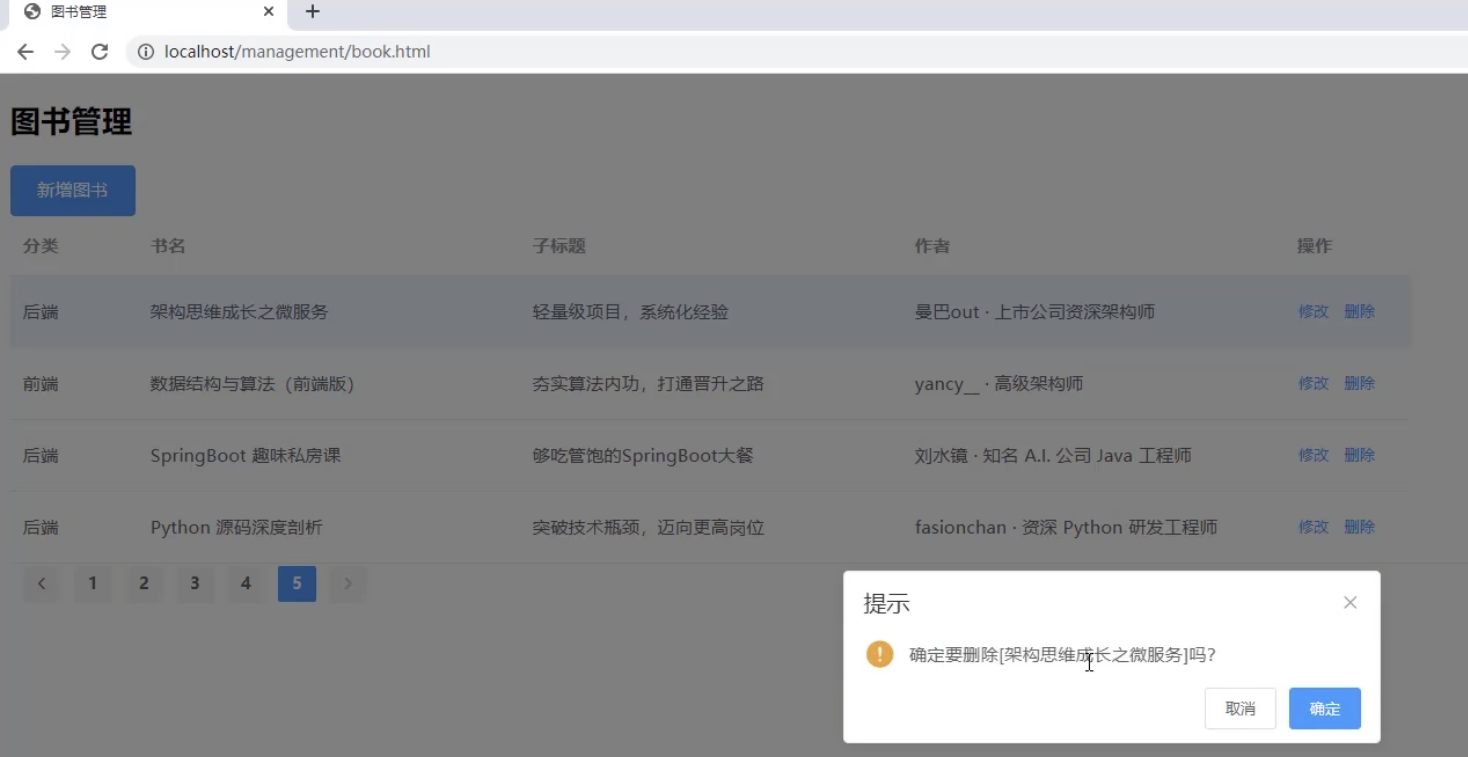 图书管理
localhost/management/book.html
图书管理
新增图书
分类 书名 子标题 作者 操作
后端 架构思维成长之微服务 轻量级项目，系统化经验 曼巴out · 上市公司资深架构师 修改 删除
前端 数据结构与算法（前端版） 夯实算法内功，打通晋升之路 yancy__ · 高级架构师 修改 删除
后端 SpringBoot 趣味私房课 够吃管饱的SpringBoot大餐 刘水镜 · 知名 A.I. 公司 Java 工程师 修改 删除
后端 Python 源码深度剖析 突破技术瓶颈，迈向更高岗位 fasionchan · 资深 Python 研发工程师 修改 删除
1 2 3 4 5
提示
确定要删除[架构思维成长之微服务]吗?
取消 确定